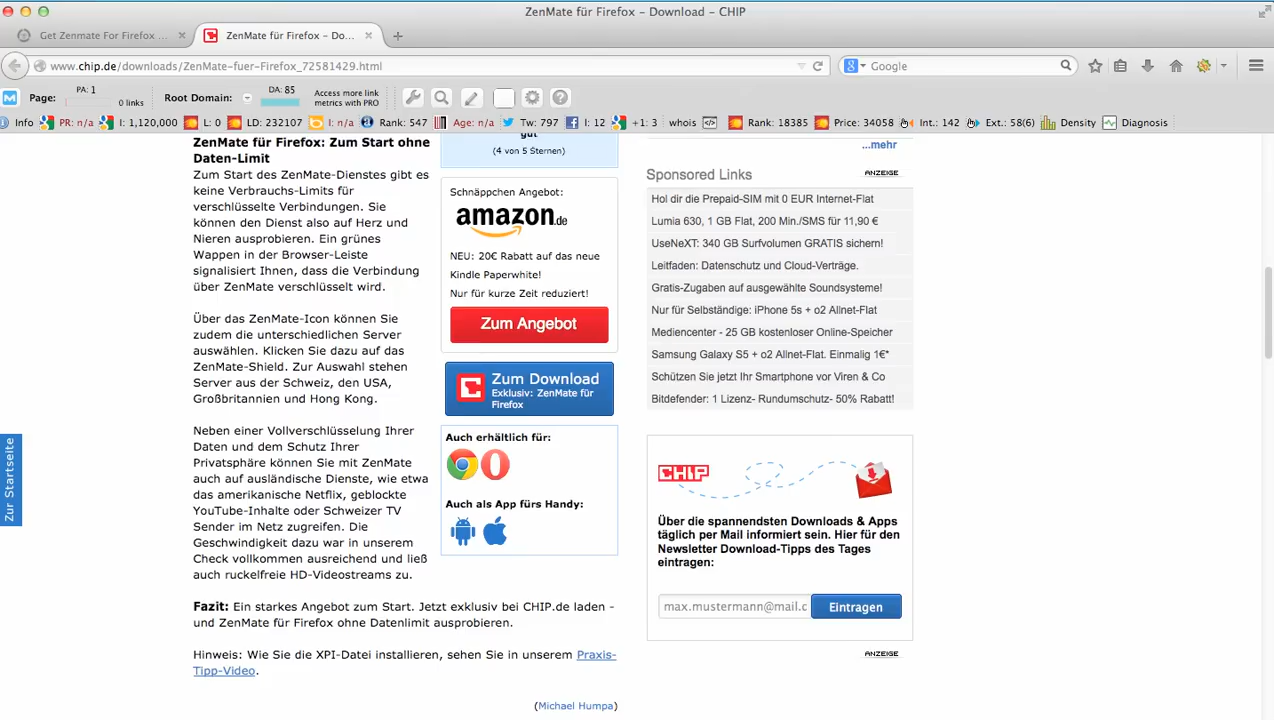 ZenMate für Firefox – Download – CHIP
Get Zenmate For Firefox ...
ZenMate für Firefox – Do...
www.chip.de/downloads/ZenMate-fuer-Firefox_72581429.html
Google
Page:
PA: 1
0 links
Root Domain:
DA: 85
Access more link
metrics with PRO
Info
PR: n/a
I: 1,120,000
L: 0
LD: 232107
I: n/a
Rank: 547
Age: n/a
Tw: 797
I: 12
+1: 3
whois
Rank: 18385
Price: 34058
Int.: 142
Ext.: 58(6)
Density
Diagnosis
ZenMate für Firefox: Zum Start ohne
Daten-Limit
Zum Start des ZenMate-Dienstes gibt es
keine Verbrauchs-Limits für
verschlüsselte Verbindungen. Sie
können den Dienst also auf Herz und
Nieren ausprobieren. Ein grünes
Wappen in der Browser-Leiste
signalisiert Ihnen, dass die Verbindung
über ZenMate verschlüsselt wird.
Über das ZenMate-Icon können Sie
zudem die unterschiedlichen Server
auswählen. Klicken Sie dazu auf das
ZenMate-Shield. Zur Auswahl stehen
Server aus der Schweiz, den USA,
Großbritannien und Hong Kong.
Neben einer Vollverschlüsselung Ihrer
Daten und dem Schutz Ihrer
Privatsphäre können Sie mit ZenMate
auch auf ausländische Dienste, wie etwa
das amerikanische Netflix, geblockte
YouTube-Inhalte oder Schweizer TV
Sender im Netz zugreifen. Die
Geschwindigkeit dazu war in unserem
Check vollkommen ausreichend und ließ
auch ruckelfreie HD-Videostreams zu.
Fazit: Ein starkes Angebot zum Start. Jetzt exklusiv bei CHIP.de laden -
und ZenMate für Firefox ohne Datenlimit ausprobieren.
Hinweis: Wie Sie die XPI-Datei installieren, sehen Sie in unserem Praxis-
Tipp-Video.
(Michael Humpa)
gut
(4 von 5 Sternen)
Schnäppchen Angebot:
amazon.de
NEU: 20€ Rabatt auf das neue
Kindle Paperwhite!
Nur für kurze Zeit reduziert!
Zum Angebot
Zum Download
Exklusiv: ZenMate für
Firefox
Auch erhältlich für:
Auch als App fürs Handy:
...mehr
Sponsored Links
ANZEIGE
Hol dir die Prepaid-SIM mit 0 EUR Internet-Flat
Lumia 630, 1 GB Flat, 200 Min./SMS für 11,90 €
UseNeXT: 340 GB Surfvolumen GRATIS sichern!
Leitfaden: Datenschutz und Cloud-Verträge.
Gratis-Zugaben auf ausgewählte Soundsysteme!
Nur für Selbständige: iPhone 5s + o2 Allnet-Flat
Mediencenter - 25 GB kostenloser Online-Speicher
Samsung Galaxy S5 + o2 Allnet-Flat. Einmalig 1€*
Schützen Sie jetzt Ihr Smartphone vor Viren & Co
Bitdefender: 1 Lizenz- Rundumschutz- 50% Rabatt!
CHIP
Über die spannendsten Downloads & Apps
täglich per Mail informiert sein. Hier für den
Newsletter Download-Tipps des Tages
eintragen:
max.mustermann@mail.c
Eintragen
ANZEIGE
Zur Startseite